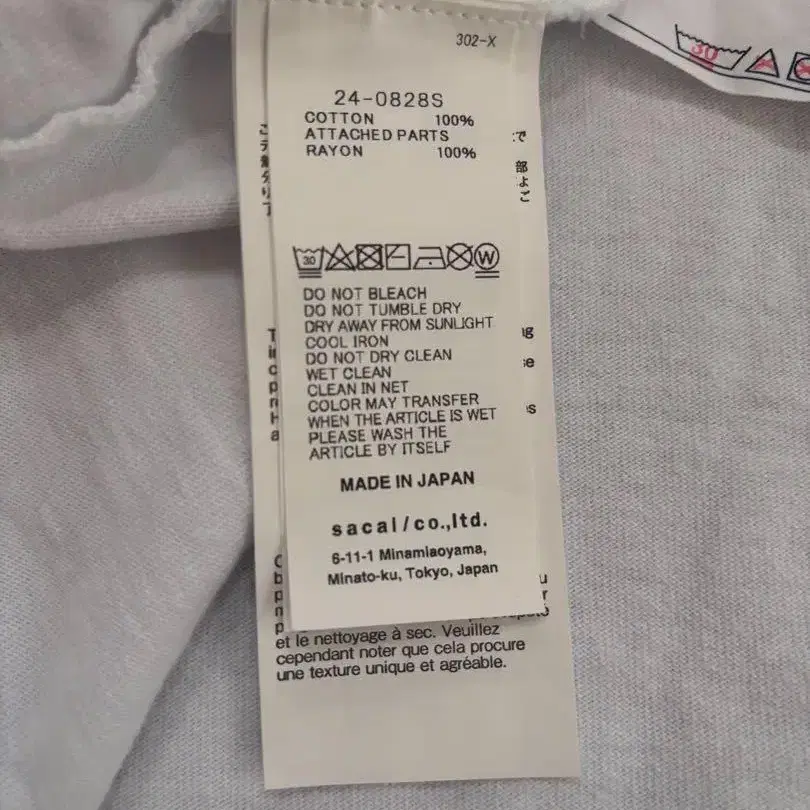 302-X
24-0828S
COTTON 100%
ATTACHED PARTS
RAYON 100%
30
W
DO NOT BLEACH
DO NOT TUMBLE DRY
DRY AWAY FROM SUNLIGHT
COOL IRON
DO NOT DRY CLEAN
WET CLEAN
CLEAN IN NET
COLOR MAY TRANSFER
WHEN THE ARTICLE IS WET
PLEASE WASH THE
ARTICLE BY ITSELF
MADE IN JAPAN
sacai/co.,ltd.
6-11-1 Minamiaoyama,
Minato-ku, Tokyo, Japan
et le nettoyage à sec. Veuillez
cependant noter que cela procure
une texture unique et agréable.
30